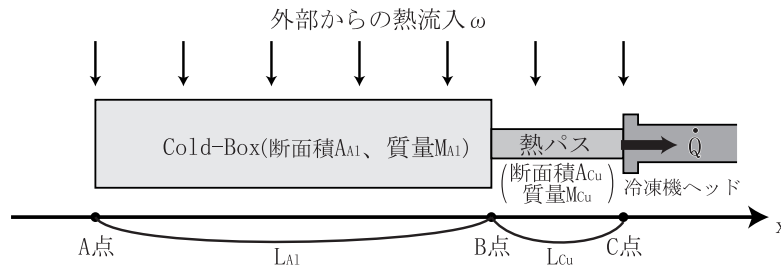 外部からの熱流入ω
Cold-Box(断面積AAl、質量MAl)
熱パス
Q̇
(断面積ACu
質量MCu)
冷凍機ヘッド
x
A点
B点
C点
LAl
LCu